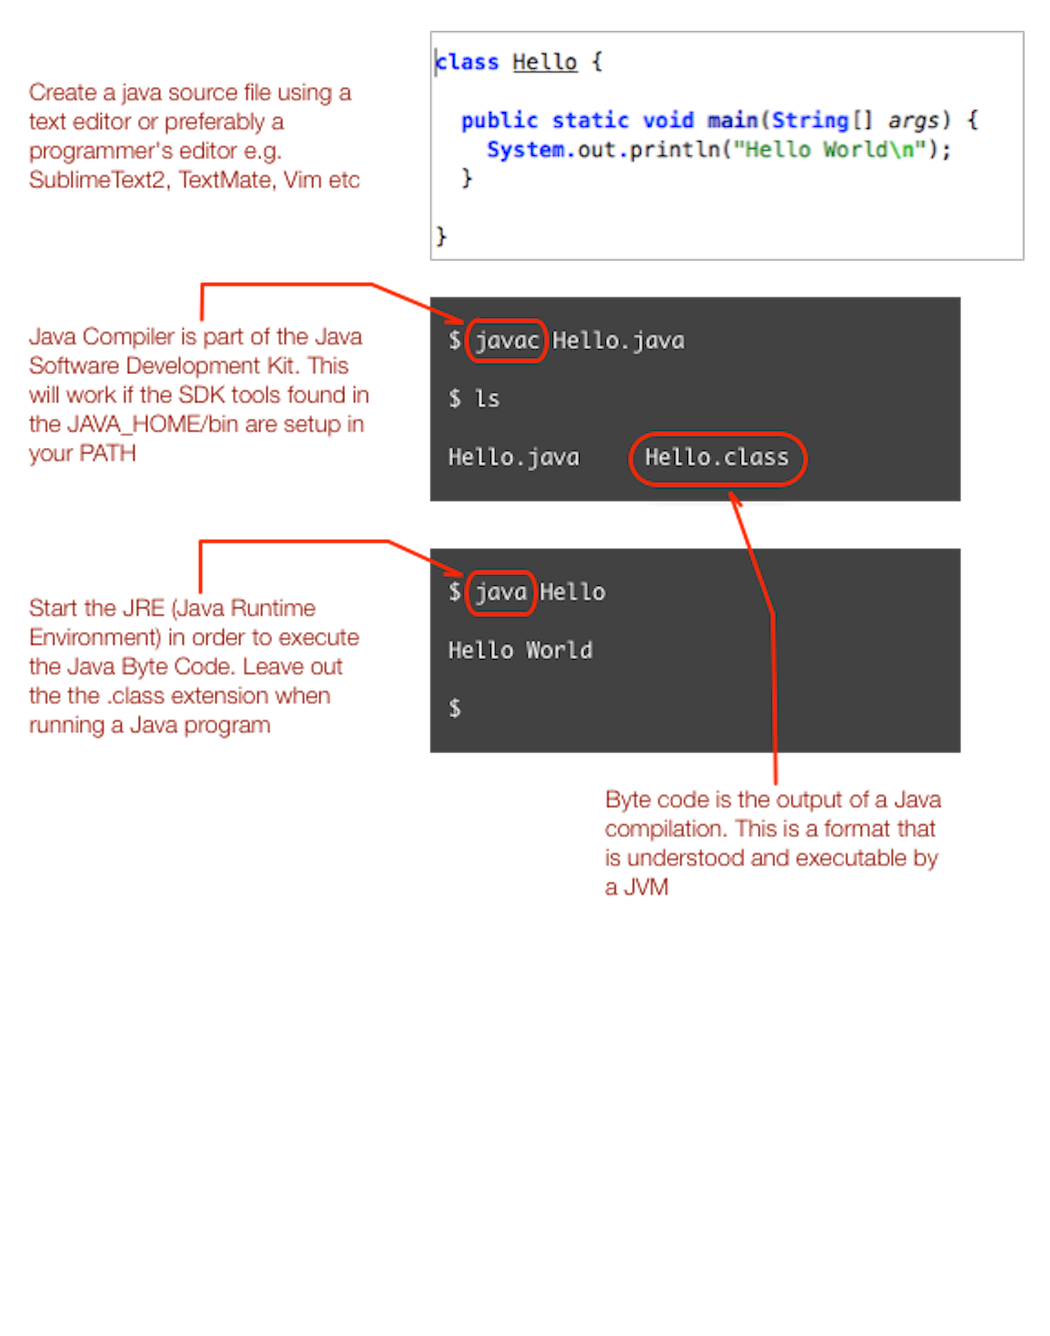 Create a java source file using a
text editor or preferably a
programmer's editor e.g.
SublimeText2, TextMate, Vim etc
class Hello {
public static void main(String[] args) {
System.out.println("Hello World\n");
}
}
Java Compiler is part of the Java
Software Development Kit. This
will work if the SDK tools found in
the JAVA_HOME/bin are setup in
your PATH
$ javac Hello.java
$ ls
Hello.java Hello.class
Start the JRE (Java Runtime
Environment) in order to execute
the Java Byte Code. Leave out
the the .class extension when
running a Java program
$ java Hello
Hello World
$
Byte code is the output of a Java
compilation. This is a format that
is understood and executable by
a JVM